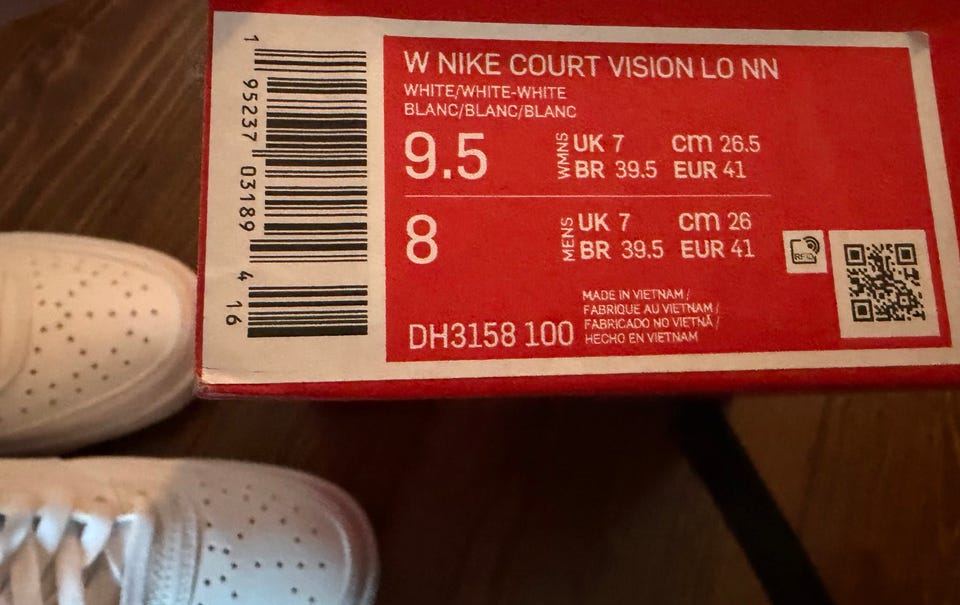 W NIKE COURT VISION LO NN
WHITE/WHITE-WHITE
BLANC/BLANC/BLANC
9.5 WMNS UK 7 cm 26.5
BR 39.5 EUR 41
8 MENS UK 7 cm 26
BR 39.5 EUR 41
MADE IN VIETNAM /
FABRIQUE AU VIETNAM /
FABRICADO NO VIETNÃ /
HECHO EN VIETNAM
DH3158 100
RFID
1 95237 03189 4 16